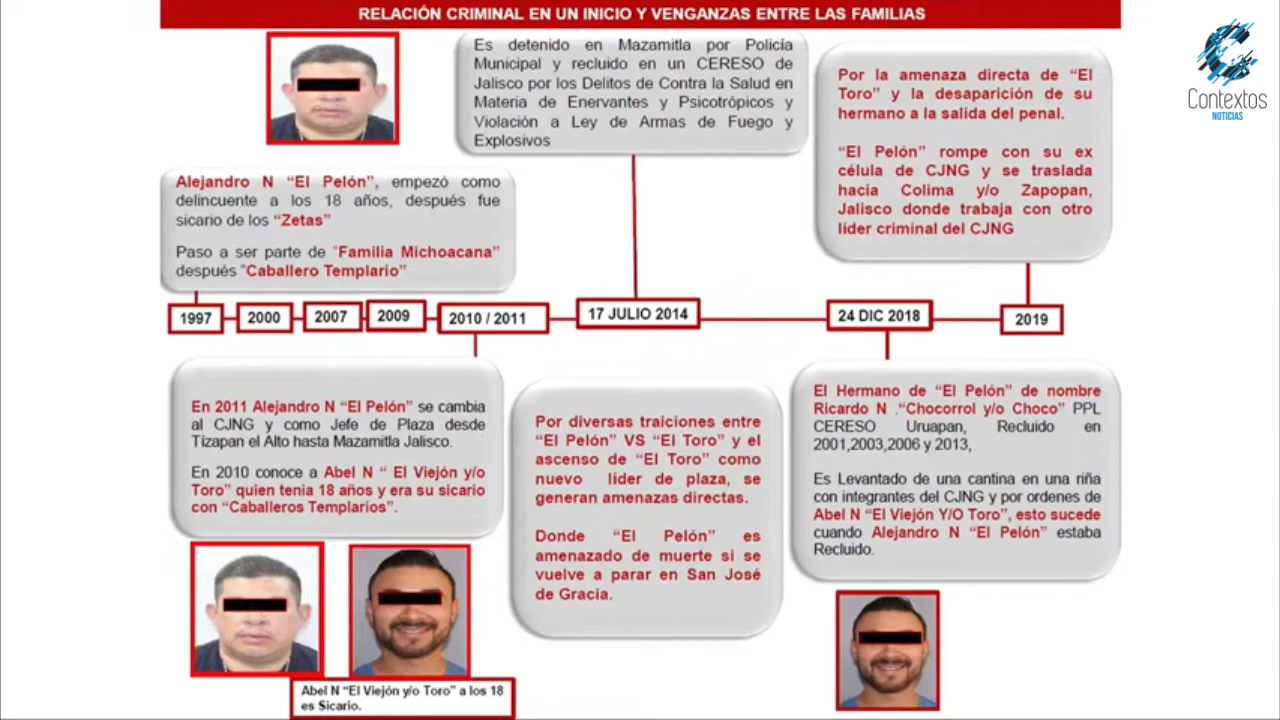 RELACIÓN CRIMINAL EN UN INICIO Y VENGANZAS ENTRE LAS FAMILIAS
Contextos
NOTICIAS
Alejandro N “El Pelón”, empezó como
delincuente a los 18 años, después fue
sicario de los “Zetas”
Paso a ser parte de “Familia Michoacana”
después “Caballero Templario”
Es detenido en Mazamitla por Policía
Municipal y recluido en un CERESO de
Jalisco por los Delitos de Contra la Salud en
Materia de Enervantes y Psicotrópicos y
Violación a Ley de Armas de Fuego y
Explosivos
Por la amenaza directa de “El
Toro” y la desaparición de su
hermano a la salida del penal.
“El Pelón” rompe con su ex
célula de CJNG y se traslada
hacia Colima y/o Zapopan,
Jalisco donde trabaja con otro
líder criminal del CJNG
1997
2000
2007
2009
2010 / 2011
17 JULIO 2014
24 DIC 2018
2019
En 2011 Alejandro N “El Pelón” se cambia
al CJNG y como Jefe de Plaza desde
Tízapan el Alto hasta Mazamitla Jalisco.
En 2010 conoce a Abel N “ El Viejón y/o
Toro” quien tenia 18 años y era su sicario
con “Caballeros Templarios”.
Abel N “El Viejón y/o Toro” a los 18
es Sicario.
Por diversas traiciones entre
“El Pelón” VS “El Toro” y el
ascenso de “El Toro” como
nuevo líder de plaza, se
generan amenazas directas.
Donde “El Pelón” es
amenazado de muerte si se
vuelve a parar en San José
de Gracia.
El Hermano de “El Pelón” de nombre
Ricardo N .“Chocorrol y/o Choco” PPL
CERESO Uruapan, Recluido en
2001,2003,2006 y 2013,
Es Levantado de una cantina en una riña
con integrantes del CJNG y por ordenes de
Abel N “El Viejón Y/O Toro”, esto sucede
cuando Alejandro N “El Pelón” estaba
Recluido.